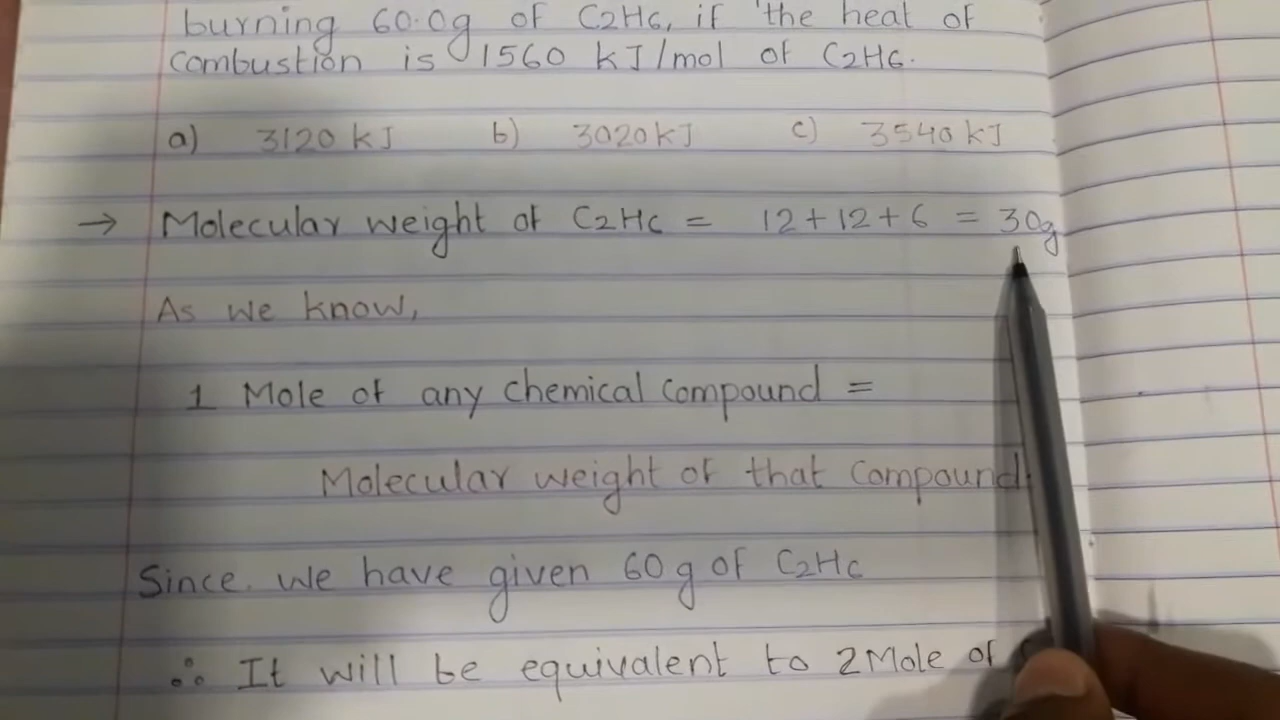 burning 60.0g of C2H6, if the heat of
combustion is 1560 kJ/mol of C2H6.
a) 3120 kJ b) 3020 kJ c) 3540 kJ
→ Molecular weight of C2H6 = 12+12+6 = 30g
As we know,
1 Mole of any chemical compound =
Molecular weight of that compound
Since we have given 60g of C2H6
∴ It will be equivalent to 2 Mole of